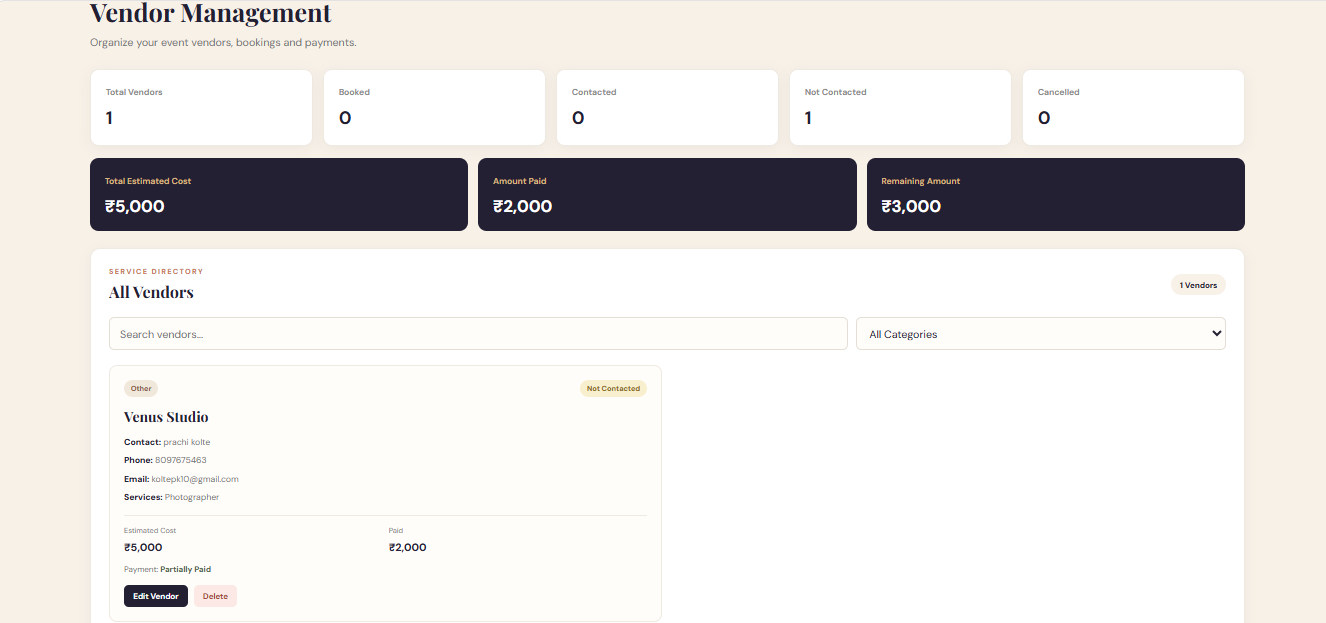 Vendor Management
Organize your event vendors, bookings and payments.
Total Vendors
1
Booked
0
Contacted
0
Not Contacted
1
Cancelled
0
Total Estimated Cost
₹5,000
Amount Paid
₹2,000
Remaining Amount
₹3,000
SERVICE DIRECTORY
All Vendors
1 Vendors
Search vendors...
All Categories
Other
Not Contacted
Venus Studio
Contact: prachi kolte
Phone: 8097675463
Email: koltepk10@gmail.com
Services: Photographer
Estimated Cost
₹5,000
Paid
₹2,000
Payment: Partially Paid
Edit Vendor
Delete